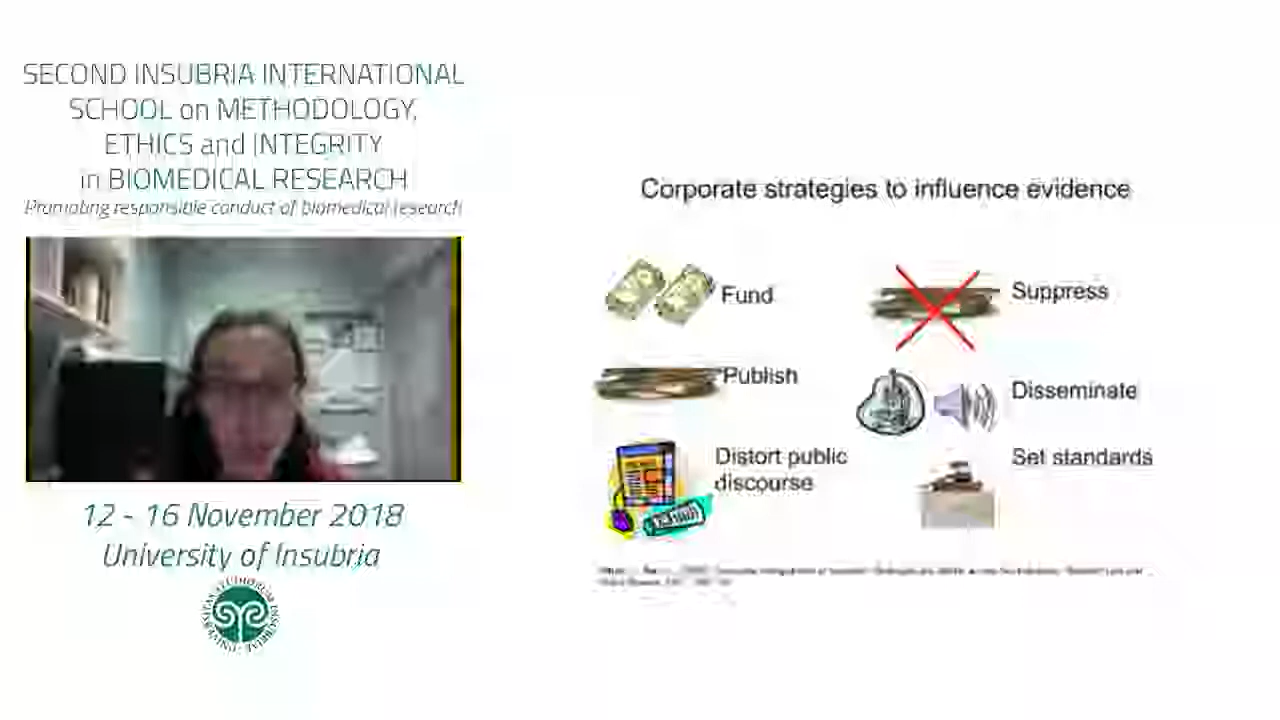 SECOND INSUBRIA INTERNATIONAL
SCHOOL on METHODOLOGY,
ETHICS and INTEGRITY
in BIOMEDICAL RESEARCH
Promoting responsible conduct of biomedical research
12 - 16 November 2018
University of Insubria
Corporate strategies to influence evidence
Fund
Suppress
Publish
Disseminate
Distort public
discourse
Set standards